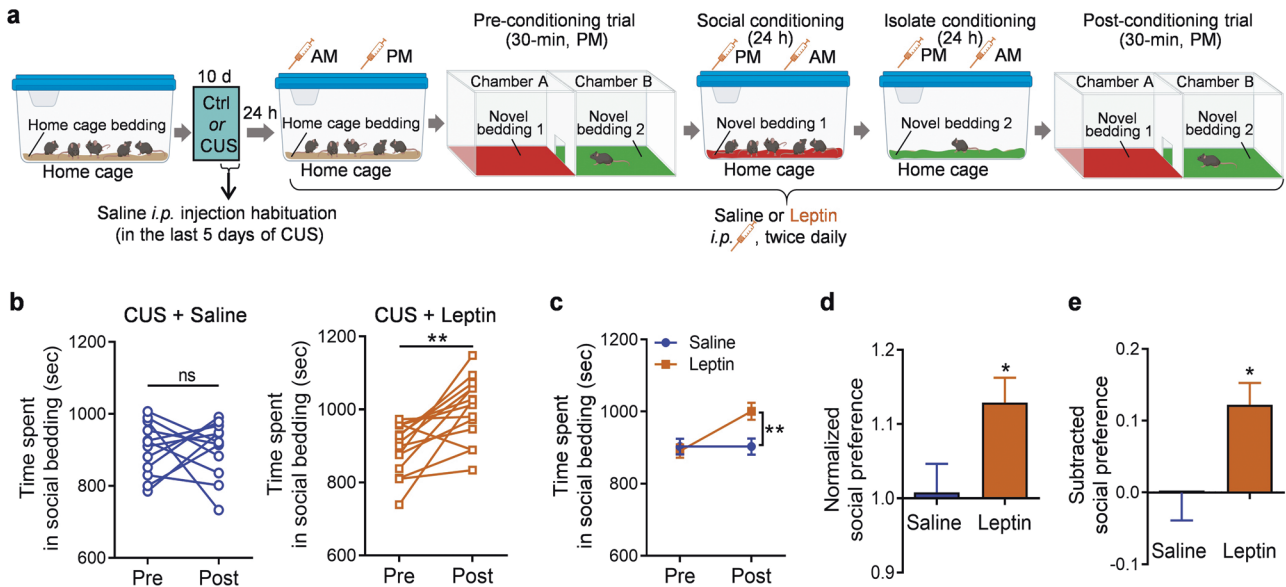 a
Pre-conditioning trial
(30-min, PM)
Social conditioning
(24 h)
Isolate conditioning
(24 h)
Post-conditioning trial
(30-min, PM)
10 d
Ctrl
or
CUS
24 h
AM
PM
PM
AM
PM
AM
Home cage bedding
Home cage
Home cage bedding
Home cage
Chamber A
Chamber B
Novel
bedding 1
Novel
bedding 2
Novel bedding 1
Home cage
Novel bedding 2
Home cage
Chamber A
Chamber B
Novel
bedding 1
Novel
bedding 2
Saline i.p. injection habituation
(in the last 5 days of CUS)
Saline or Leptin
i.p. , twice daily
b
CUS + Saline
Time spent
in social bedding (sec)
1200
1000
800
600
ns
Pre
Post
CUS + Leptin
Time spent
in social bedding (sec)
1200
1000
800
600
**
Pre
Post
c
Time spent
in social bedding (sec)
1200
1000
800
600
Saline
Leptin
**
Pre
Post
d
Normalized
social preference
1.2
1.1
1.0
0.9
*
Saline
Leptin
e
Subtracted
social preference
0.2
0.1
0.0
-0.1
*
Saline
Leptin